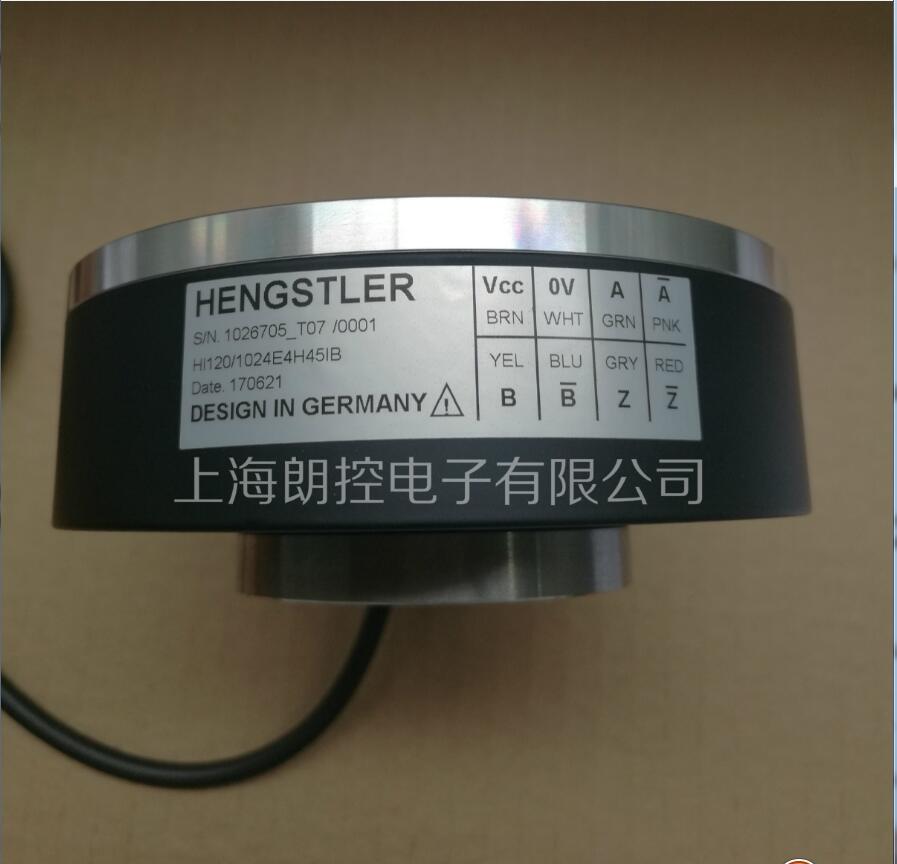 HENGSTLER
S/N. 1026705_T07 /0001
HI120/1024E4H45IB
Date. 170621
DESIGN IN GERMANY
Vcc 0V A A̅
BRN WHT GRN PNK
YEL BLU GRY RED
B B̅ Z Z̅
上海朗控电子有限公司